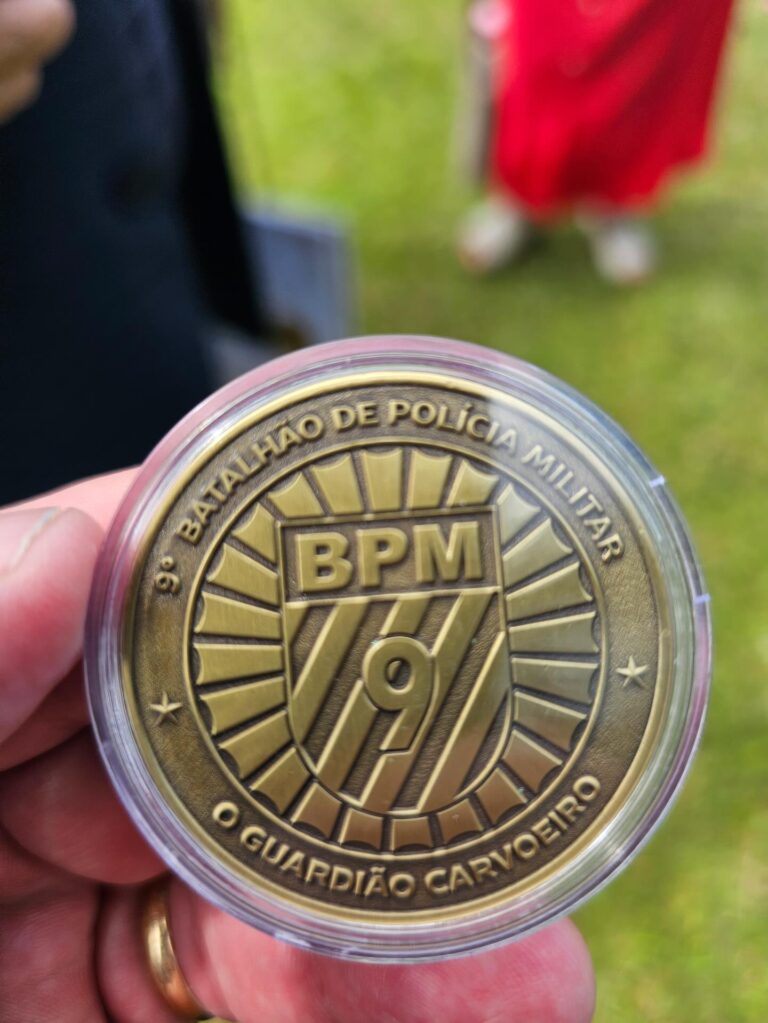 9º BATALHÃO DE POLÍCIA MILITAR
BPM
9
O GUARDIÃO CARVOEIRO